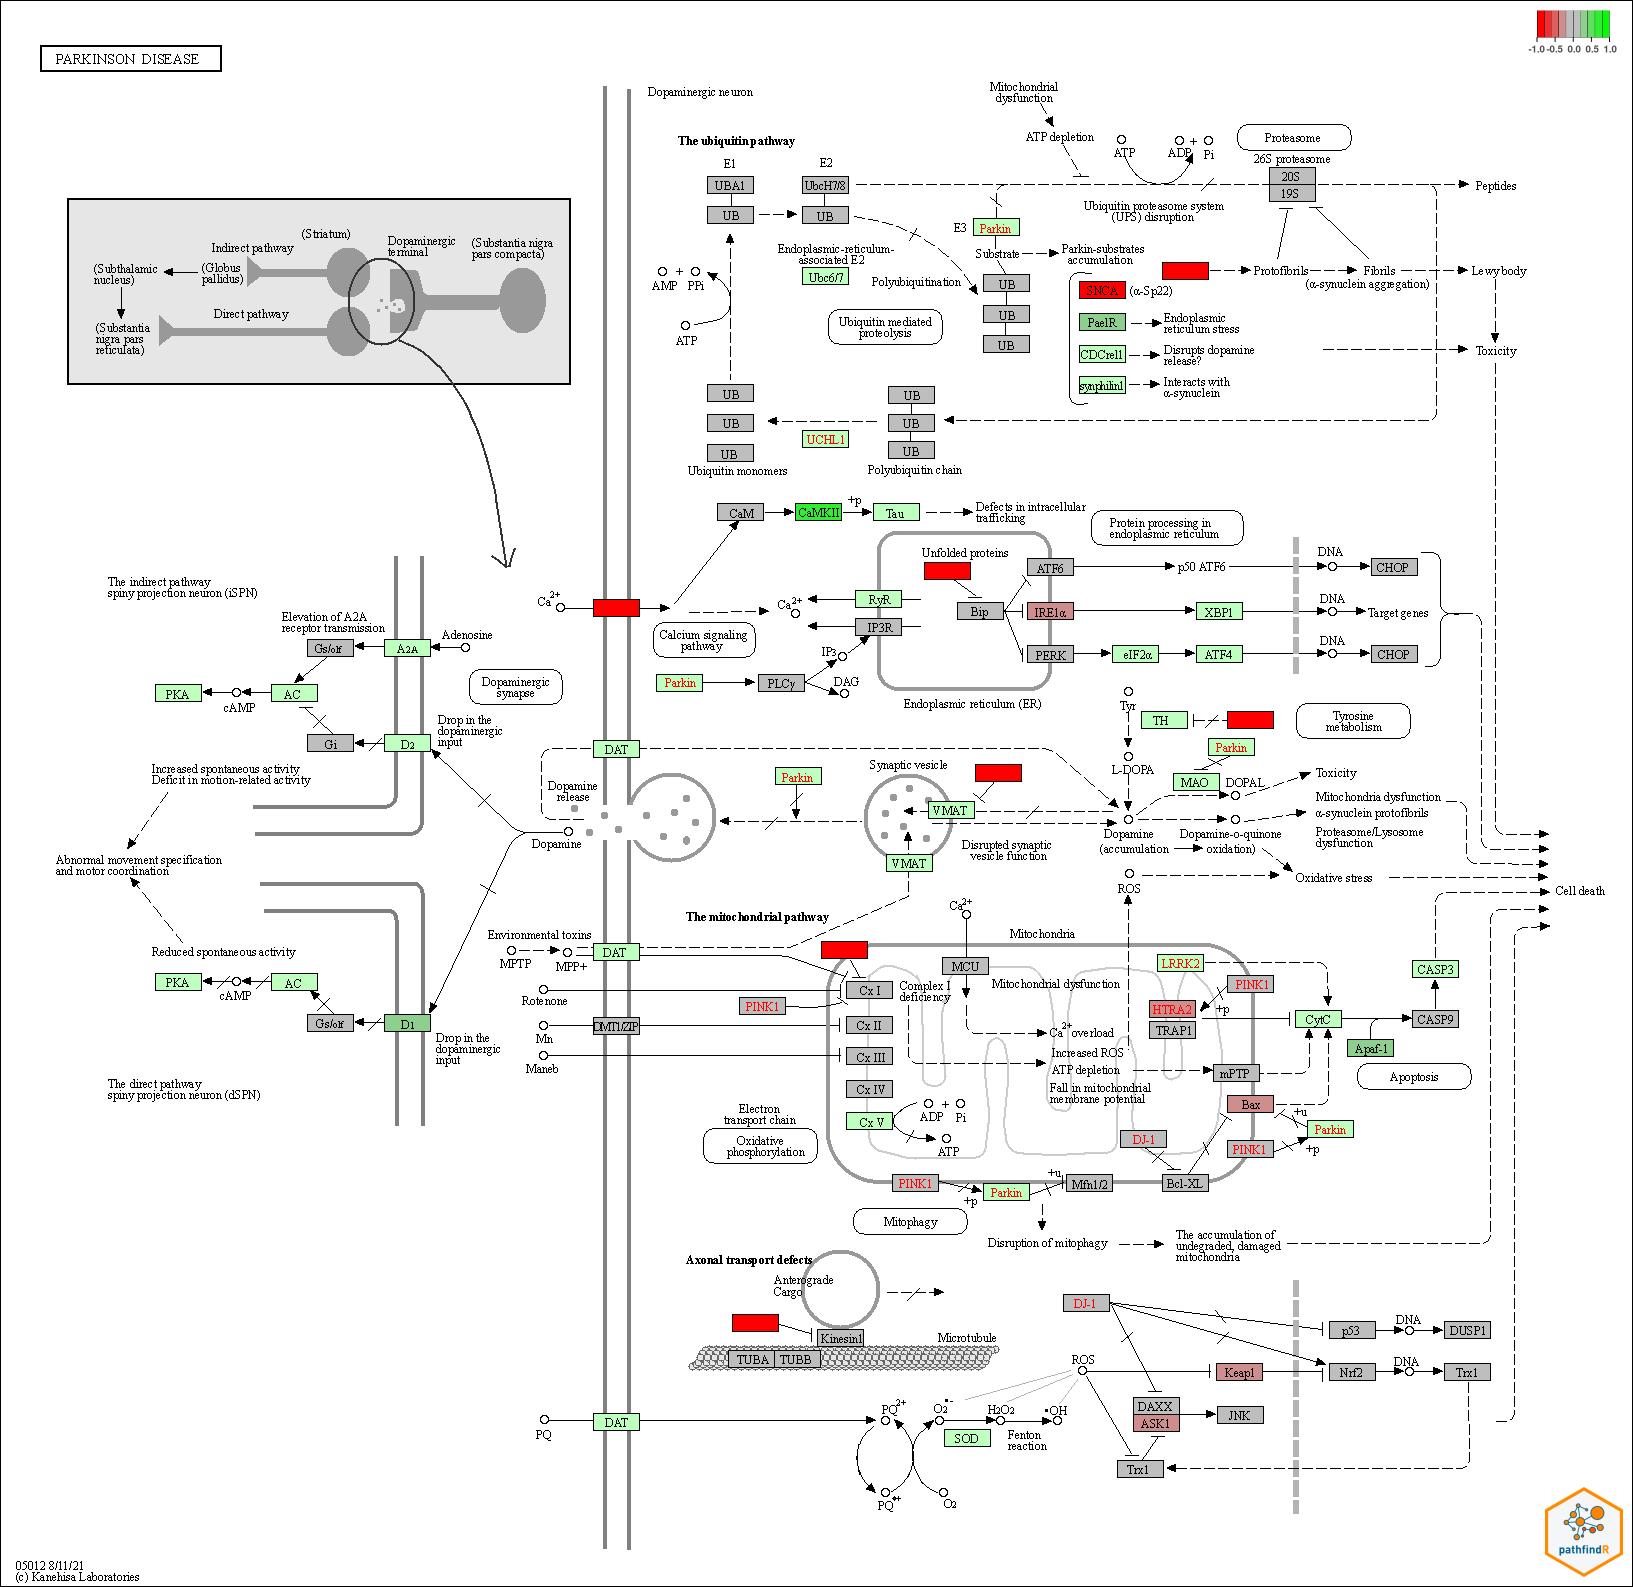 PARKINSON DISEASE
-1.0 -0.5 0.0 0.5 1.0
Dopaminergic neuron
Mitochondrial
dysfunction
ATP depletion
ATP
ADP + Pi
Proteasome
26S proteasome
20S
19S
Peptides
The ubiquitin pathway
E1
E2
UBA1
UbcH7/8
UB
UB
Ubiquitin proteasome system
(UPS) disruption
E3
Parkin
Endoplasmic-reticulum-
associated E2
Ubc6/7
Substrate
Parkin-substrates
accumulation
Polyubiquitination
UB
UB
UB
AMP + PPi
ATP
Ubiquitin mediated
proteolysis
SNCA
(α-Sp22)
Protofibrils
Fibrils
(α-synuclein aggregation)
Lewy body
PaelR
Endoplasmic
reticulum stress
CDCrel1
Disrupts dopamine
release?
Toxicity
synphilin1
Interacts with
α-synuclein
UB
UB
UB
UB
UB
UB
UCHL1
Ubiquitin monomers
Polyubiquitin chain
(Striatum)
Indirect pathway
Dopaminergic
terminal
(Substantia nigra
pars compacta)
(Subthalamic
nucleus)
(Globus
pallidus)
Direct pathway
(Substantia
nigra pars
reticulata)
CaM
CaMKII
+p
Tau
Defects in intracellular
trafficking
Protein processing in
endoplasmic reticulum
Unfolded proteins
ATF6
p50 ATF6
DNA
CHOP
Ca2+
Ca2+
RyR
Bip
IRE1α
XBP1
DNA
Target genes
IP3R
Calcium signaling
pathway
IP3
PERK
eIF2α
ATF4
DNA
CHOP
Parkin
PLCγ
DAG
Endoplasmic reticulum (ER)
The indirect pathway
spiny projection neuron (iSPN)
Elevation of A2A
receptor transmission
Gs/olf
A2A
Adenosine
PKA
cAMP
AC
Dopaminergic
synapse
Gi
D2
Drop in the
dopaminergic
input
Increased spontaneous activity
Deficit in motion-related activity
DAT
Dopamine
release
Dopamine
Parkin
Synaptic vesicle
VMAT
VMAT
Disrupted synaptic
vesicle function
Tyr
TH
Tyrosine
metabolism
Parkin
L-DOPA
MAO
DOPAL
Toxicity
Dopamine
(accumulation
Dopamine-o-quinone
oxidation)
Mitochondria dysfunction
α-synuclein protofibrils
Proteasome/Lysosome
dysfunction
ROS
Oxidative stress
Cell death
Abnormal movement specification
and motor coordination
Reduced spontaneous activity
PKA
cAMP
AC
Gs/olf
D1
Drop in the
dopaminergic
input
The direct pathway
spiny projection neuron (dSPN)
The mitochondrial pathway
Environmental toxins
MPTP
MPP+
DAT
Rotenone
Mn
DMT1/ZIP
Maneb
PINK1
Ca2+
Mitochondria
MCU
Cx I
Cx II
Cx III
Cx IV
Cx V
Complex I
deficiency
Mitochondrial dysfunction
Ca2+ overload
Increased ROS
ATP depletion
Fall in mitochondrial
membrane potential
ADP + Pi
ATP
LRRK2
PINK1
HTRA2
+p
TRAP1
CytC
CASP3
CASP9
Apaf-1
Apoptosis
mPTP
Bax
+u
Parkin
PINK1
+p
DJ-1
Bcl-XL
Electron
transport chain
Oxidative
phosphorylation
PINK1
+p
Parkin
+u
Mfn1/2
Mitophagy
Disruption of mitophagy
The accumulation of
undegraded, damaged
mitochondria
Axonal transport defects
Anterograde
Cargo
Kinesin1
Microtubule
TUBA
TUBB
DJ-1
p53
DNA
DUSP1
ROS
Keap1
Nrf2
DNA
Trx1
DAXX
ASK1
JNK
Trx1
PQ
DAT
PQ2+
O2•-
H2O2
•OH
SOD
Fenton
reaction
PQ•+
O2
pathfindR
05012 8/11/21
(c) Kanehisa Laboratories